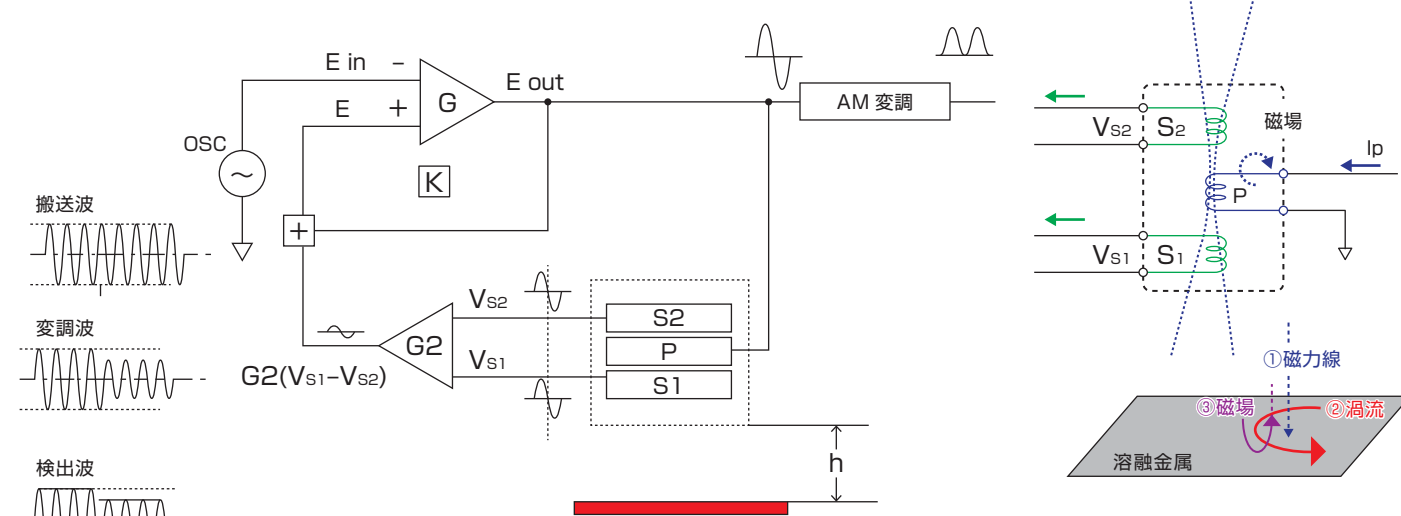 E in
−
E out
G
AM 変調
E
+
OSC
K
+
搬送波
変調波
検出波
VS2
VS1
G2
G2(VS1−VS2)
S2
P
S1
h
磁場
VS2
S2
Ip
P
VS1
S1
①磁力線
③磁場
②渦流
溶融金属